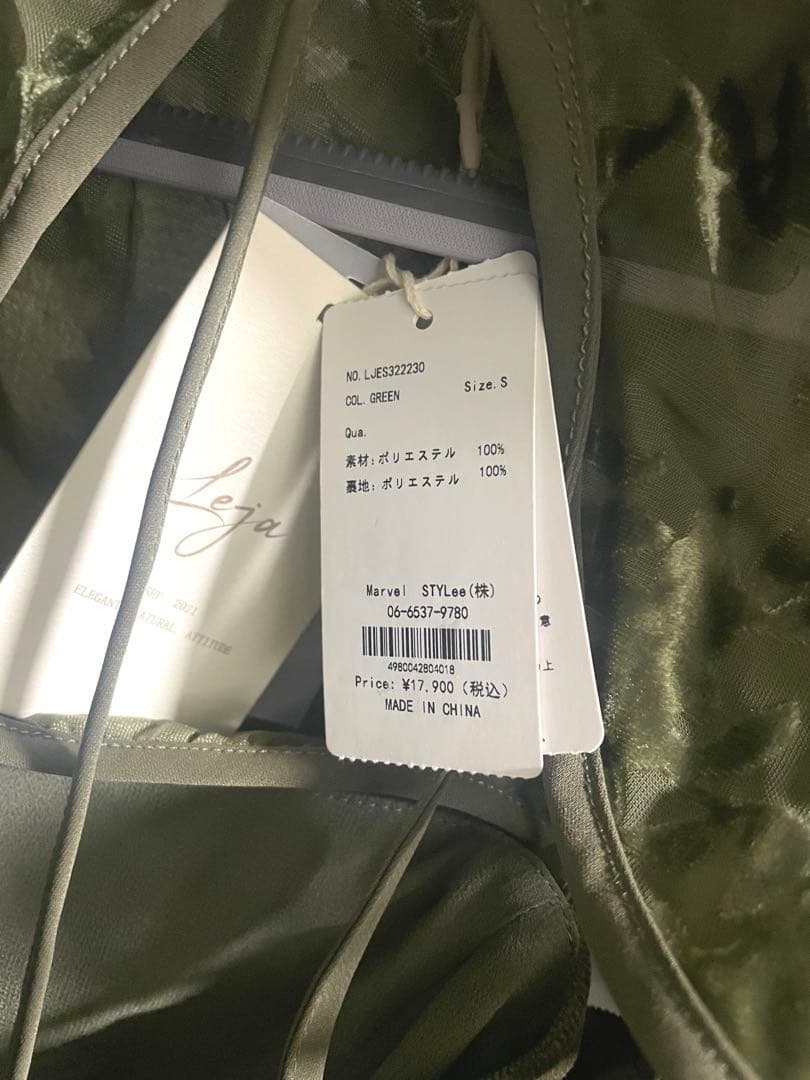 Leja
2021
NATURAL, ATTITUDE
NO. LJES322230
COL. GREEN
Size. S
Qua.
素材: ポリエステル 100%
裏地: ポリエステル 100%
Marvel STYLee(株)
06-6537-9780
4980042804018
Price: ¥17,900 (税込)
MADE IN CHINA
意
上